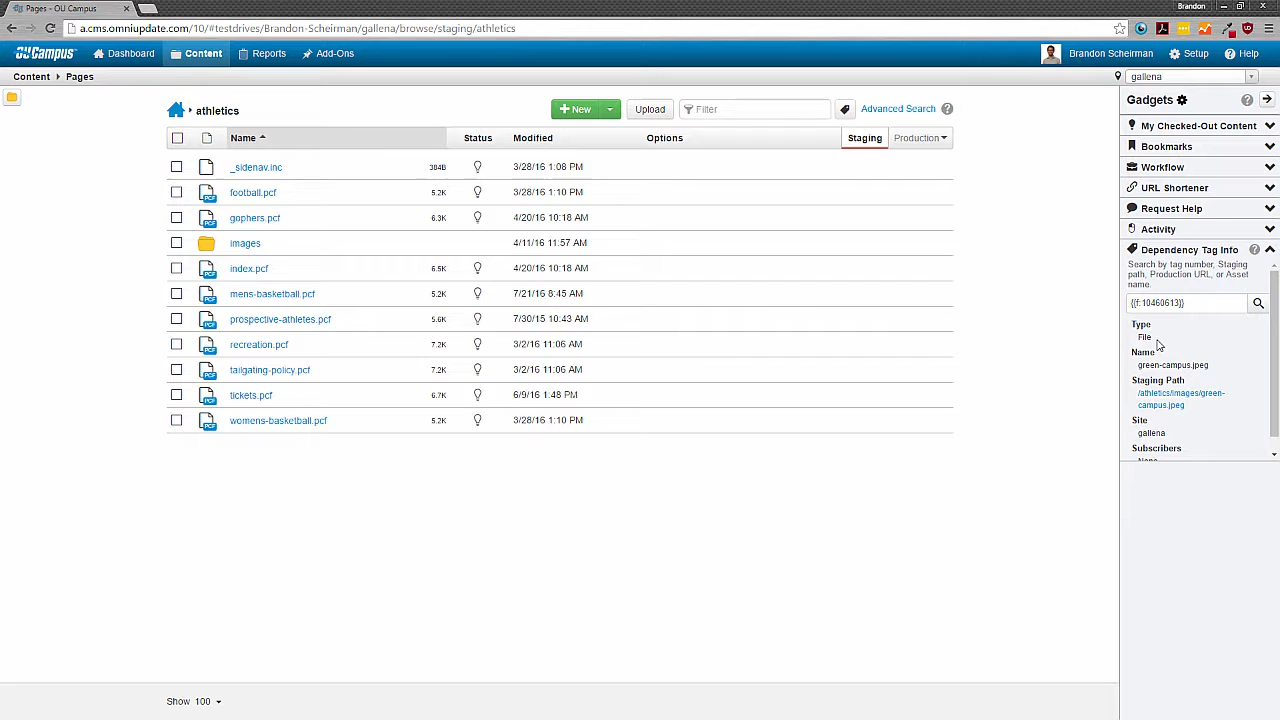 Pages - OU Campus
Brandon
a.cms.omniupdate.com/10/#testdrives/Brandon-Scheirman/gallena/browse/staging/athletics
OU Campus Dashboard Content Reports Add-Ons Brandon Scheirman Setup Help
Content Pages gallena
athletics New Upload Filter Advanced Search
Name Status Modified Options Staging Production
_sidenav.inc 384B 3/28/16 1:08 PM
football.pcf 5.2K 3/28/16 1:10 PM
gophers.pcf 6.3K 4/20/16 10:18 AM
images 4/11/16 11:57 AM
index.pcf 6.5K 4/20/16 10:18 AM
mens-basketball.pcf 5.2K 7/21/16 8:45 AM
prospective-athletes.pcf 5.6K 7/30/15 10:43 AM
recreation.pcf 7.2K 3/2/16 11:06 AM
tailgating-policy.pcf 7.2K 3/2/16 11:06 AM
tickets.pcf 6.7K 6/9/16 1:48 PM
womens-basketball.pcf 5.2K 3/28/16 1:10 PM
Show 100
Gadgets
My Checked-Out Content
Bookmarks
Workflow
URL Shortener
Request Help
Activity
Dependency Tag Info
Search by tag number, Staging
path, Production URL, or Asset
name.
{{f:10460613}}
Type
File
Name
green-campus.jpeg
Staging Path
/athletics/images/green-
campus.jpeg
Site
gallena
Subscribers